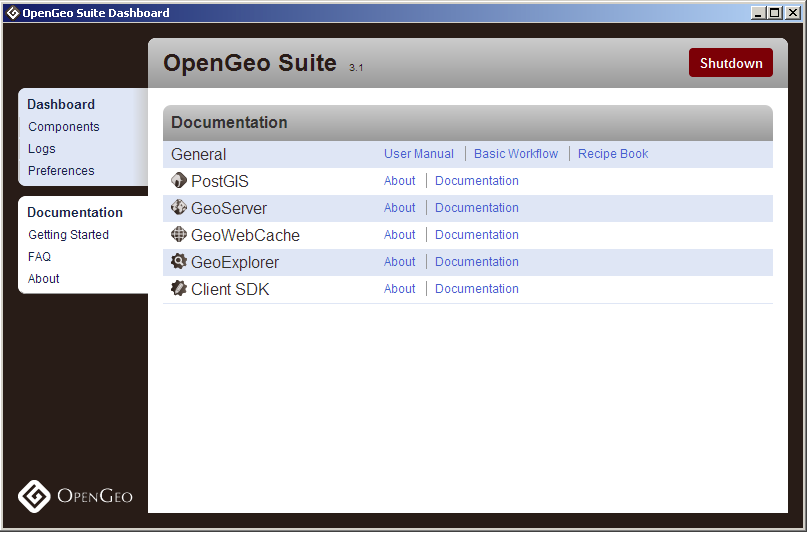 OpenGeo Suite Dashboard
OpenGeo Suite 3.1
Shutdown
Dashboard
Components
Logs
Preferences
Documentation
Getting Started
FAQ
About
Documentation
General User Manual Basic Workflow Recipe Book
PostGIS About Documentation
GeoServer About Documentation
GeoWebCache About Documentation
GeoExplorer About Documentation
Client SDK About Documentation
OpenGeo